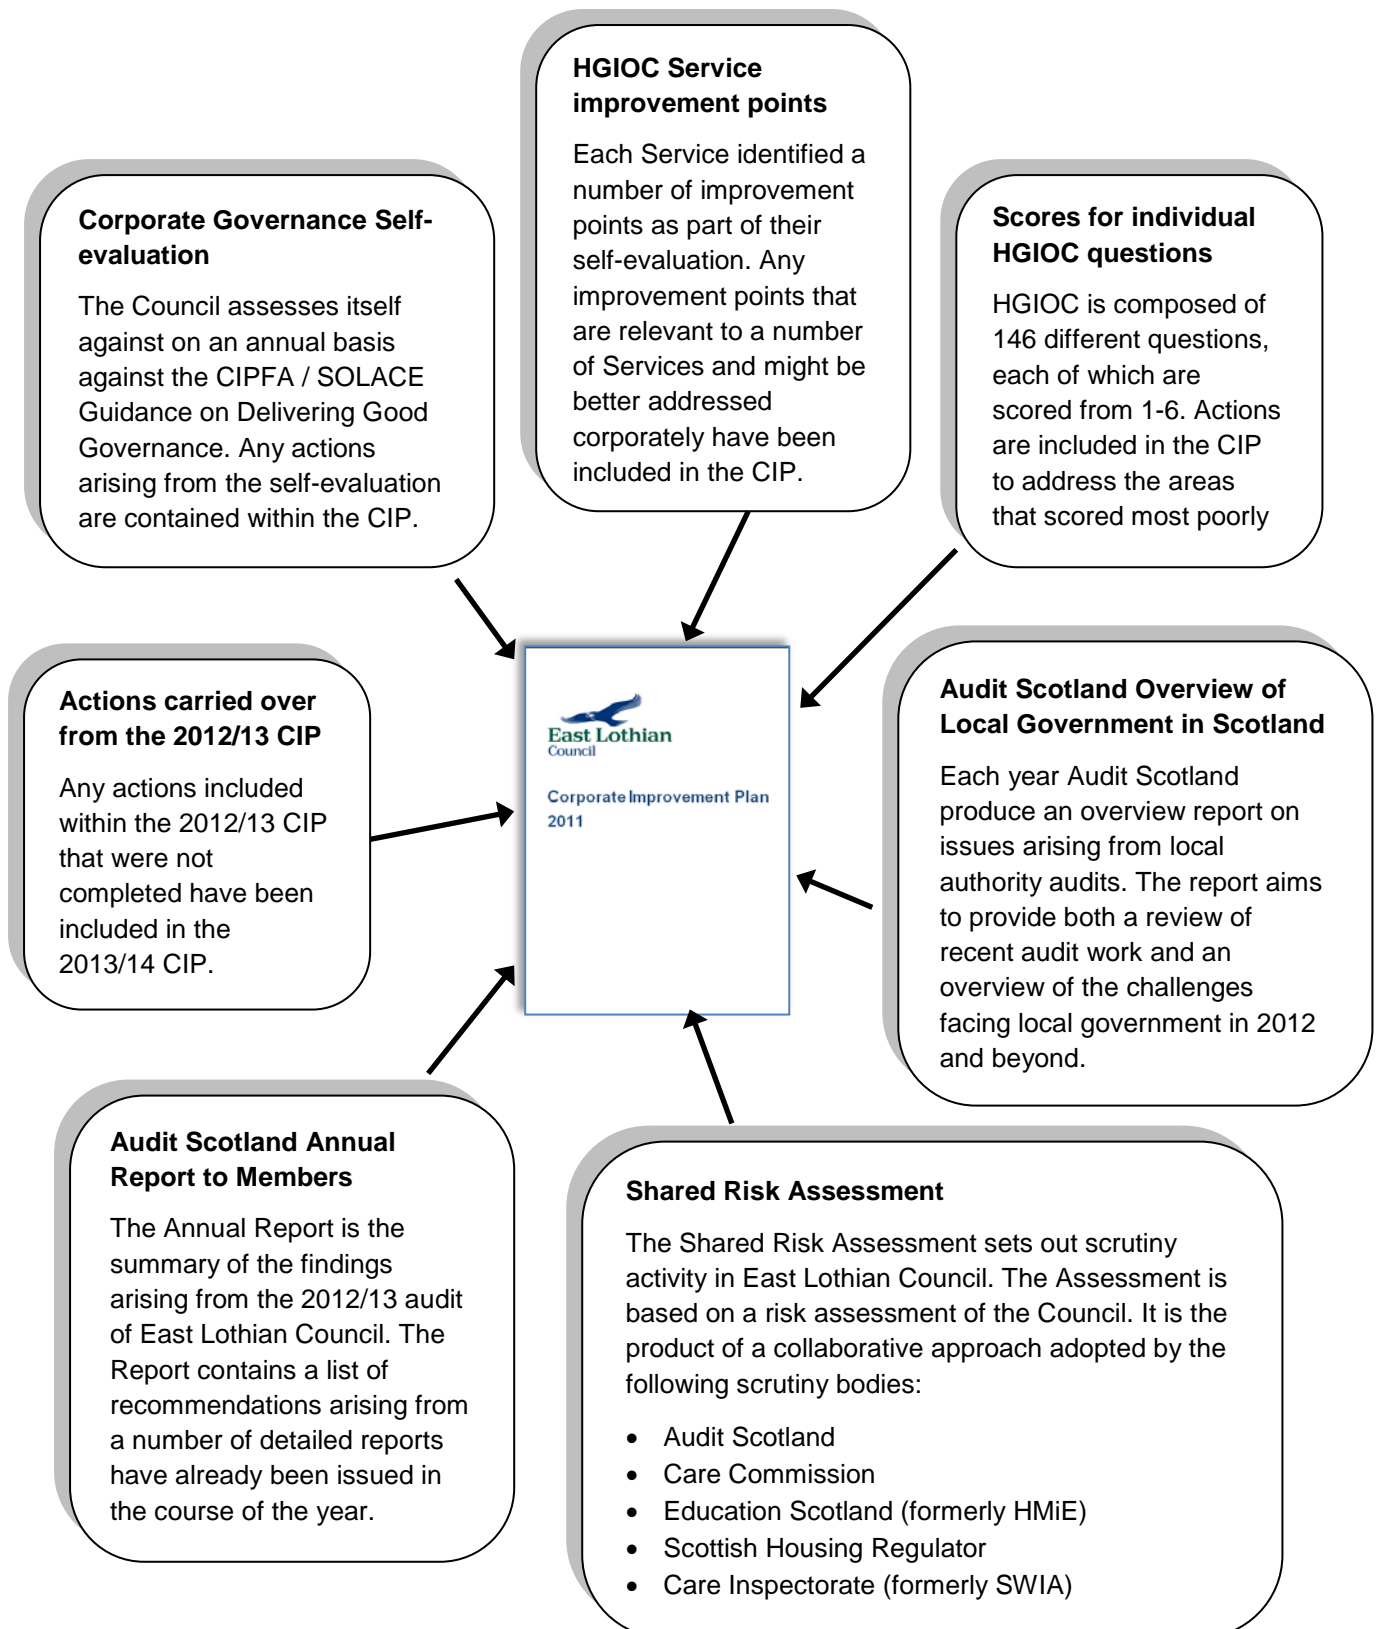 HGIOC Service
improvement points
Each Service identified a
number of improvement
points as part of their
self-evaluation. Any
improvement points that
are relevant to a number
of Services and might be
better addressed
corporately have been
included in the CIP.
Corporate Governance Self-
evaluation
The Council assesses itself
against on an annual basis
against the CIPFA / SOLACE
Guidance on Delivering Good
Governance. Any actions
arising from the self-evaluation
are contained within the CIP.
Scores for individual
HGIOC questions
HGIOC is composed of
146 different questions,
each of which are
scored from 1-6. Actions
are included in the CIP
to address the areas
that scored most poorly
Actions carried over
from the 2012/13 CIP
Any actions included
within the 2012/13 CIP
that were not
completed have been
included in the
2013/14 CIP.
East Lothian
Council
Corporate Improvement Plan
2011
Audit Scotland Overview of
Local Government in Scotland
Each year Audit Scotland
produce an overview report on
issues arising from local
authority audits. The report aims
to provide both a review of
recent audit work and an
overview of the challenges
facing local government in 2012
and beyond.
Audit Scotland Annual
Report to Members
The Annual Report is the
summary of the findings
arising from the 2012/13 audit
of East Lothian Council. The
Report contains a list of
recommendations arising from
a number of detailed reports
have already been issued in
the course of the year.
Shared Risk Assessment
The Shared Risk Assessment sets out scrutiny
activity in East Lothian Council. The Assessment is
based on a risk assessment of the Council. It is the
product of a collaborative approach adopted by the
following scrutiny bodies:
• Audit Scotland
• Care Commission
• Education Scotland (formerly HMiE)
• Scottish Housing Regulator
• Care Inspectorate (formerly SWIA)